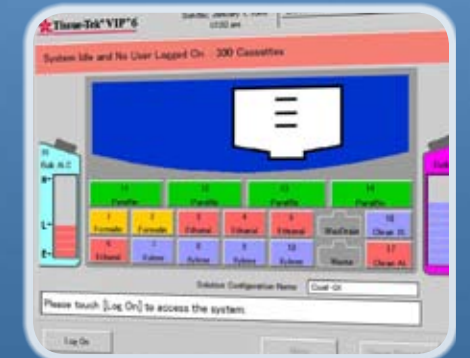 Tissue-Tek® VIP® 6
Sunday, January 1,
System Idle and No User Logged On 300 Cassettes
11 12 13 14
Paraffin Paraffin Paraffin Paraffin
1 2 3 4 5 16
Formalin Formalin Ethanol Ethanol Ethanol Clean
6 7 8 9 10 17
Ethanol Xylene Xylene Xylene Xylene Waste Clean AL
H-
L-
E-
Solution Configuration Name
Please touch [Log On] to access the system.
Log On